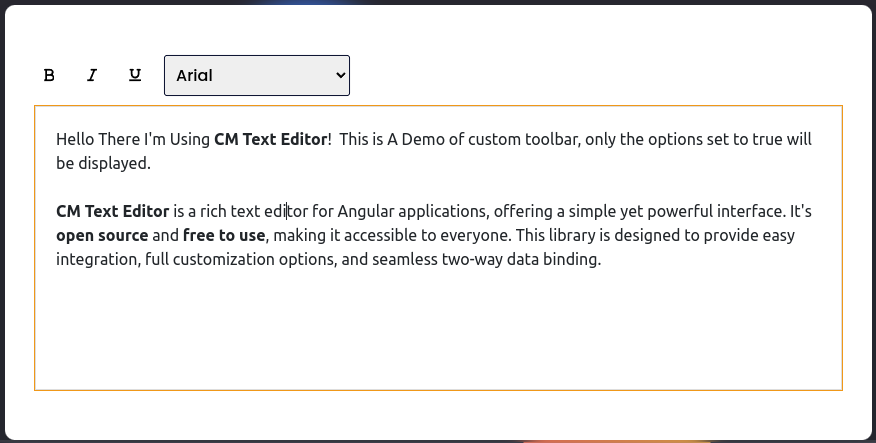 B I U Arial
Hello There I'm Using CM Text Editor!  This is A Demo of custom toolbar, only the options set to true will
be displayed.
CM Text Editor is a rich text editor for Angular applications, offering a simple yet powerful interface. It's
open source and free to use, making it accessible to everyone. This library is designed to provide easy
integration, full customization options, and seamless two-way data binding.